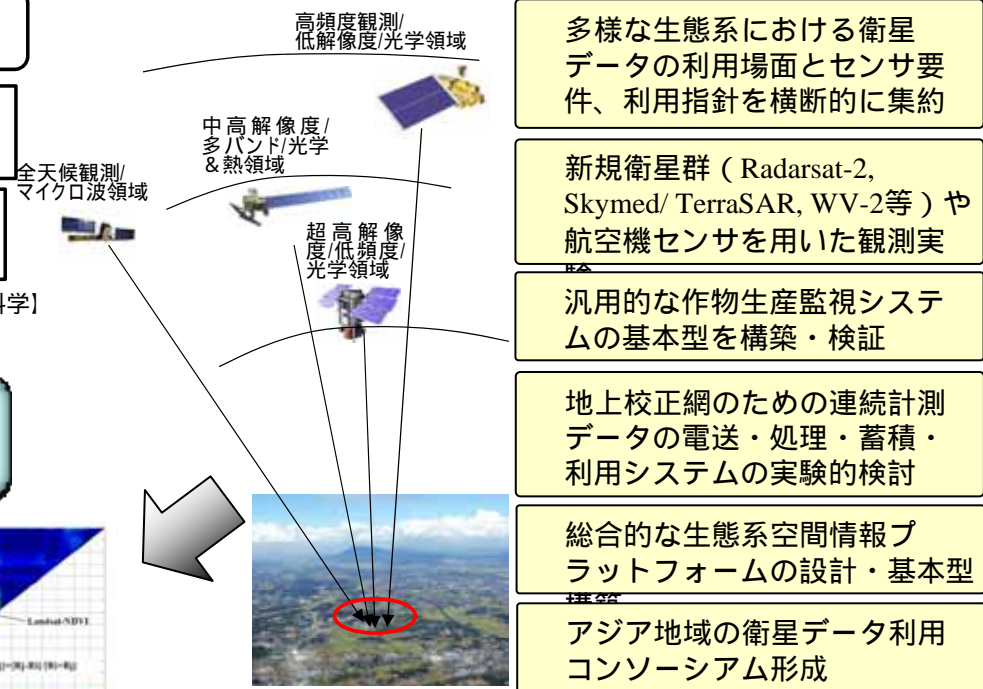 高頻度観測/
低解像度/光学領域
中高解像度/
多バンド/光学
&熱領域
全天候観測/
マイクロ波領域
超高解像
度/低頻度/
光学領域
科学】
Landsat-NDVI
多様な生態系における衛星
データの利用場面とセンサ要
件、利用指針を横断的に集約
新規衛星群(Radarsat-2,
Skymed/ TerraSAR, WV-2等)や
航空機センサを用いた観測実
験
汎用的な作物生産監視システ
ムの基本型を構築・検証
地上校正網のための連続計測
データの電送・処理・蓄積・
利用システムの実験的検討
総合的な生態系空間情報プ
ラットフォームの設計・基本型
構築
アジア地域の衛星データ利用
コンソーシアム形成